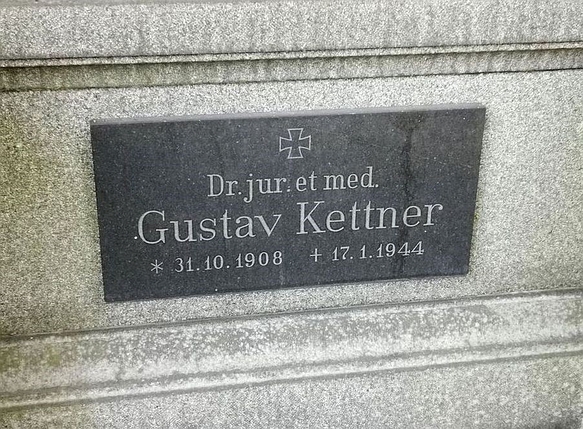 Dr. jur. et med.
Gustav Kettner
* 31.10.1908 + 17.1.1944